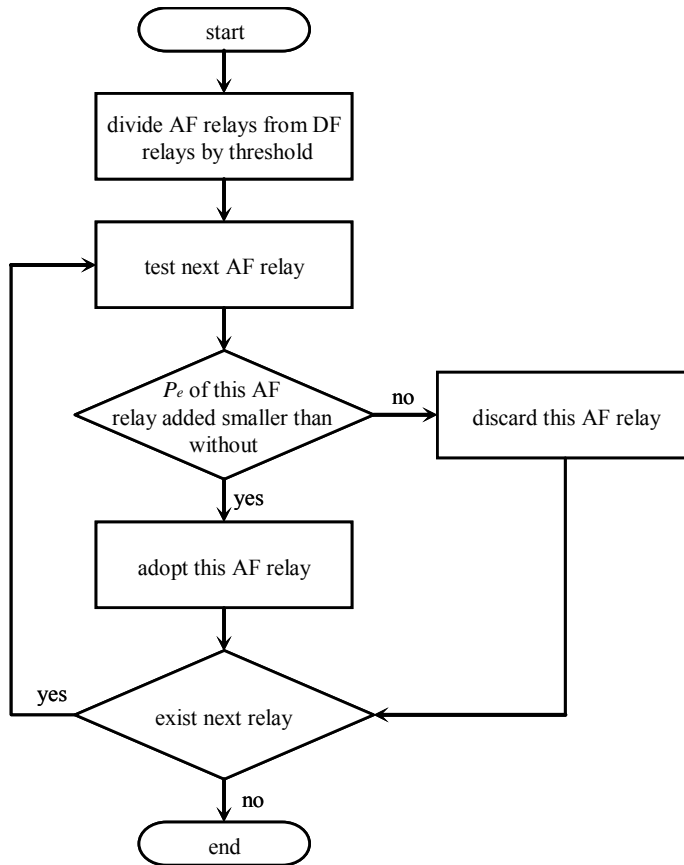 start
divide AF relays from DF
relays by threshold
test next AF relay
Pe of this AF
relay added smaller than
without
no
discard this AF relay
yes
adopt this AF relay
yes
exist next relay
no
end